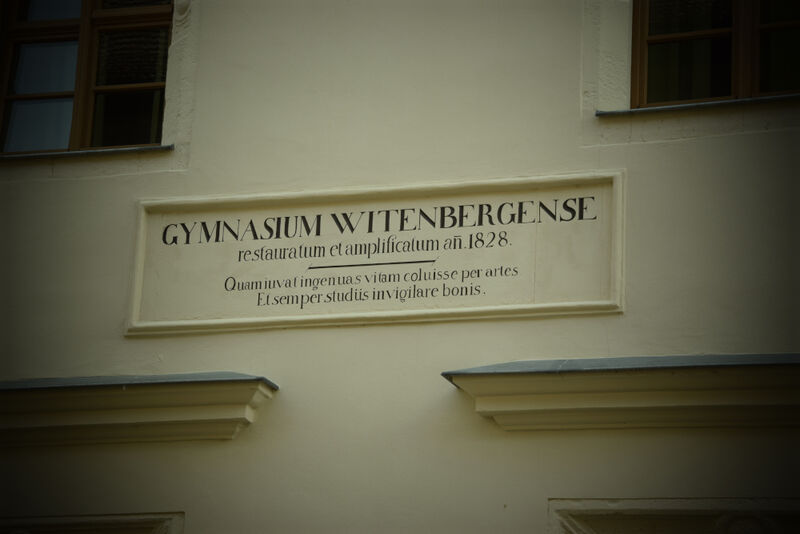 GYMNASIUM WITENBERGENSE
restauratum et amplificatum an̄. 1828.
Quam iuvat ingenuas vitam coluisse per artes
Et semper studiis invigilare bonis.